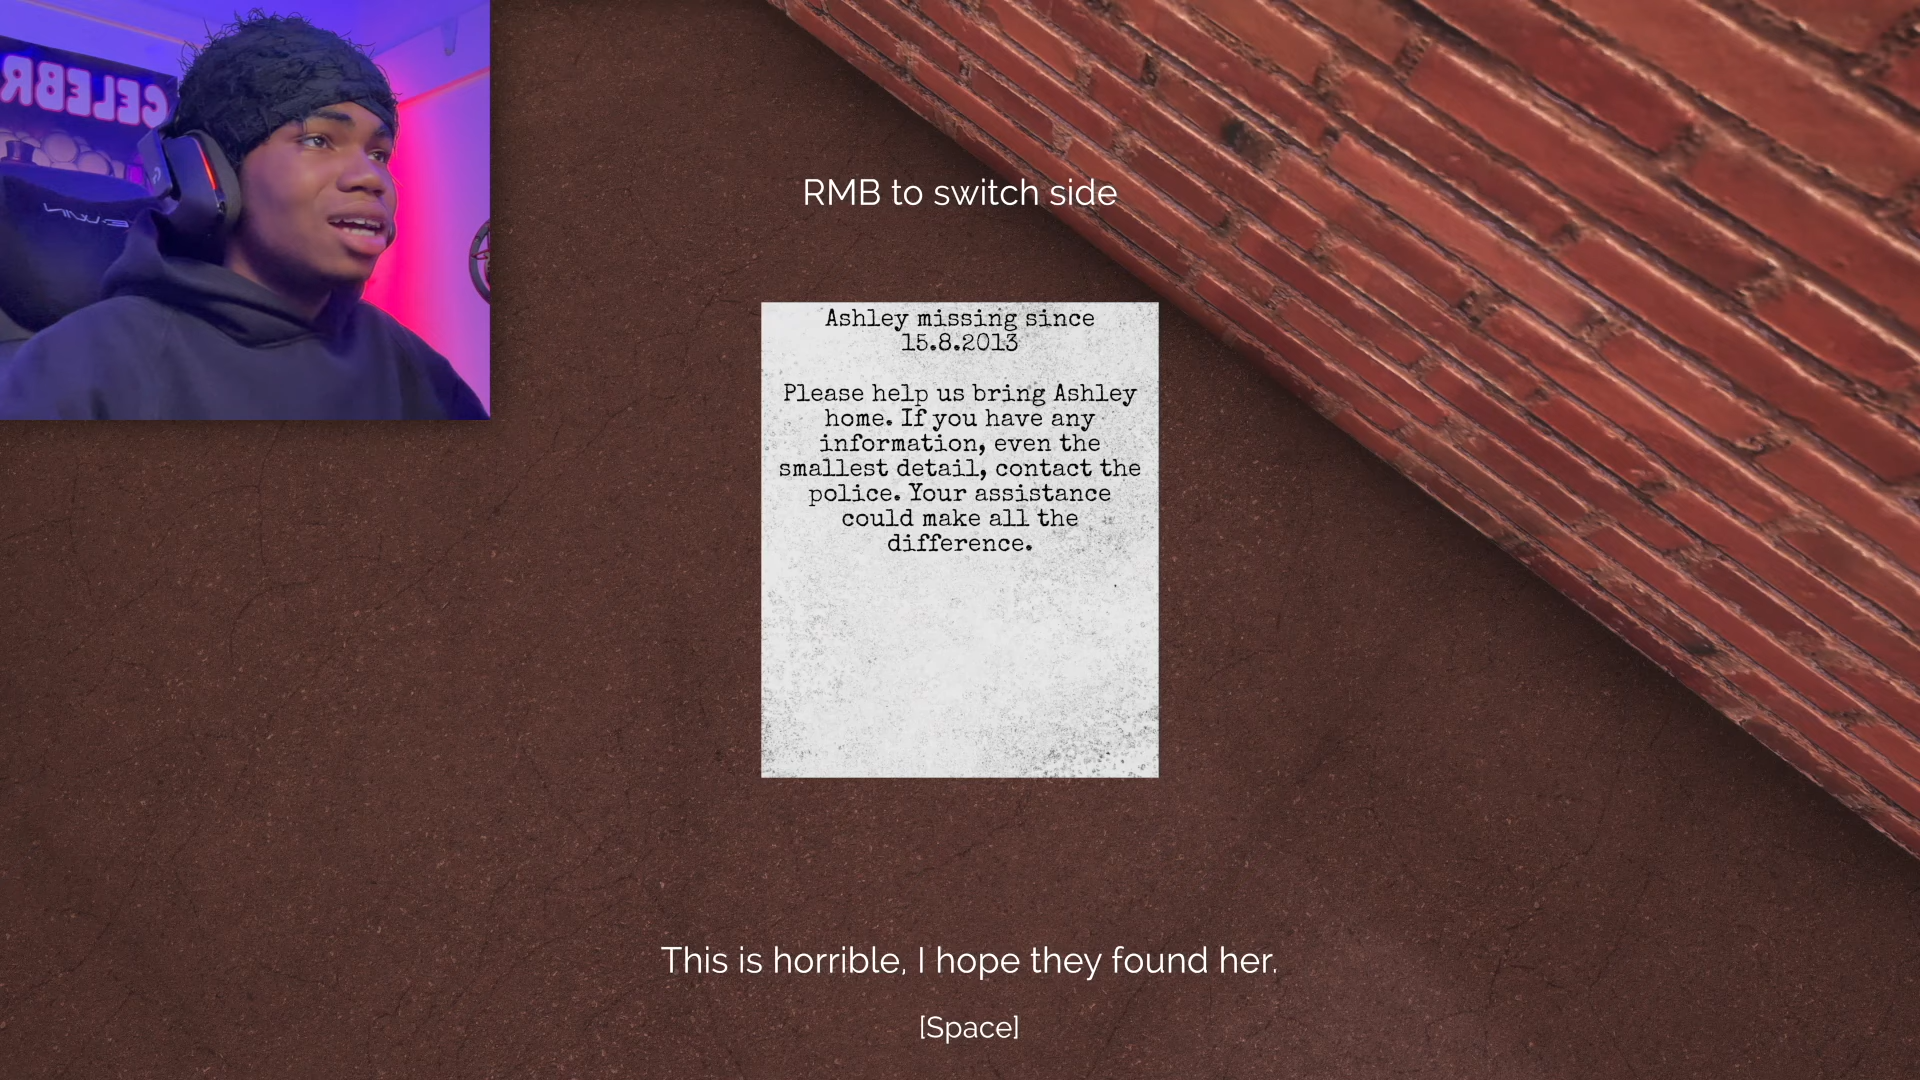 CELEBR
RMB to switch side
Ashley missing since
15.8.2013
Please help us bring Ashley
home. If you have any
information, even the
smallest detail, contact the
police. Your assistance
could make all the
difference.
This is horrible, I hope they found her.
[Space]